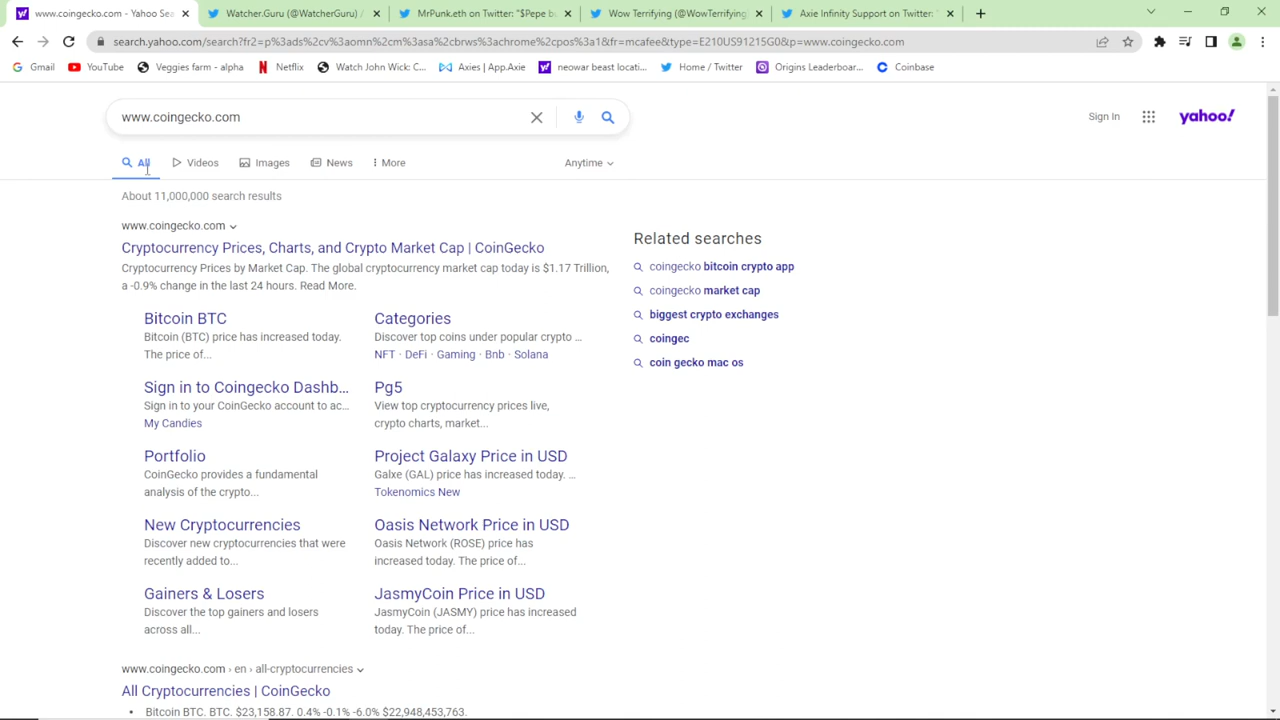 www.coingecko.com - Yahoo Sea
Watcher.Guru (@WatcherGuru) /
MrPunk.eth on Twitter: "$Pepe bu
Wow Terrifying (@WowTerrifying)
Axie Infinity Support on Twitter: "
search.yahoo.com/search?fr2=p%3ads%2cv%3aomn%2cm%3asa%2cbrws%3achrome%2cpos%3a1&fr=mcafee&type=E210US91215G0&p=www.coingecko.com
Gmail
YouTube
Veggies farm - alpha
Netflix
Watch John Wick: C...
Axies | App.Axie
neowar beast locati...
Home / Twitter
Origins Leaderboar...
Coinbase
www.coingecko.com
Sign In
yahoo!
All
Videos
Images
News
More
Anytime
About 11,000,000 search results
www.coingecko.com
Cryptocurrency Prices, Charts, and Crypto Market Cap | CoinGecko
Cryptocurrency Prices by Market Cap. The global cryptocurrency market cap today is $1.17 Trillion,
a -0.9% change in the last 24 hours. Read More.
Bitcoin BTC
Bitcoin (BTC) price has increased today.
The price of...
Categories
Discover top coins under popular crypto ...
NFT · DeFi · Gaming · Bnb · Solana
Sign in to Coingecko Dashb...
Sign in to your CoinGecko account to ac...
My Candies
Pg5
View top cryptocurrency prices live,
crypto charts, market...
Portfolio
CoinGecko provides a fundamental
analysis of the crypto...
Project Galaxy Price in USD
Galxe (GAL) price has increased today. ...
Tokenomics New
New Cryptocurrencies
Discover new cryptocurrencies that were
recently added to...
Oasis Network Price in USD
Oasis Network (ROSE) price has
increased today. The price of...
Gainers & Losers
Discover the top gainers and losers
across all...
JasmyCoin Price in USD
JasmyCoin (JASMY) price has increased
today. The price of...
www.coingecko.com › en › all-cryptocurrencies
All Cryptocurrencies | CoinGecko
• Bitcoin BTC. BTC. $23,158.87. 0.4% -0.1% -6.0% $22,948,453,763.
Related searches
coingecko bitcoin crypto app
coingecko market cap
biggest crypto exchanges
coingec
coin gecko mac os